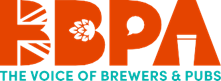 BBPA
THE VOICE OF BREWERS & PUBS